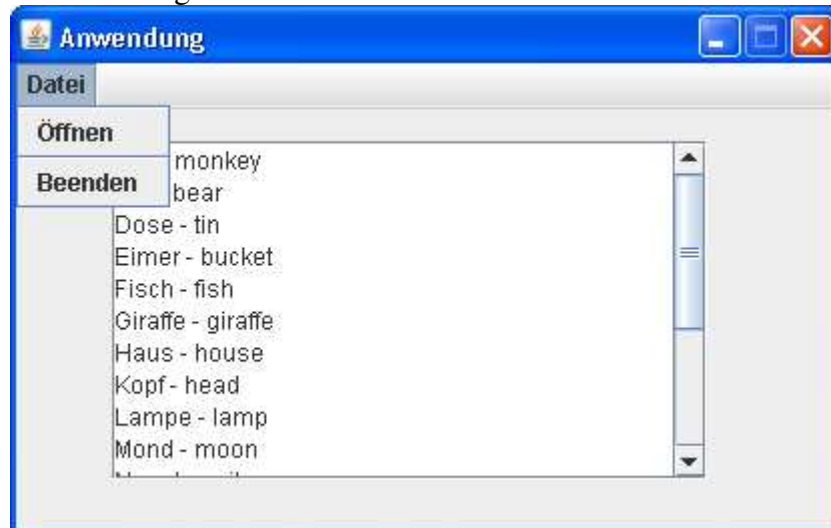 Anwendung
Datei
Öffnen
Beenden
monkey
bear
Dose - tin
Eimer - bucket
Fisch - fish
Giraffe - giraffe
Haus - house
Kopf - head
Lampe - lamp
Mond - moon